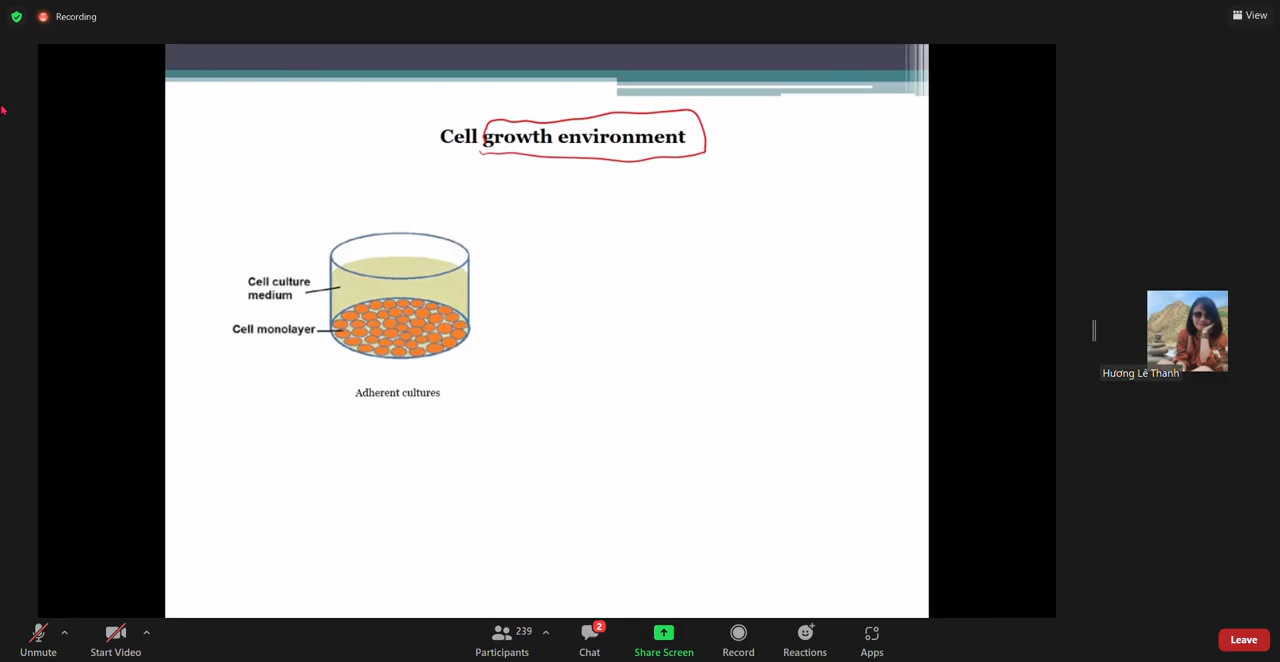 Recording
View
Cell growth environment
Cell culture
medium
Cell monolayer
Adherent cultures
Hương Lê Thanh
Unmute
Start Video
239
Participants
2
Chat
Share Screen
Record
Reactions
Apps
Leave